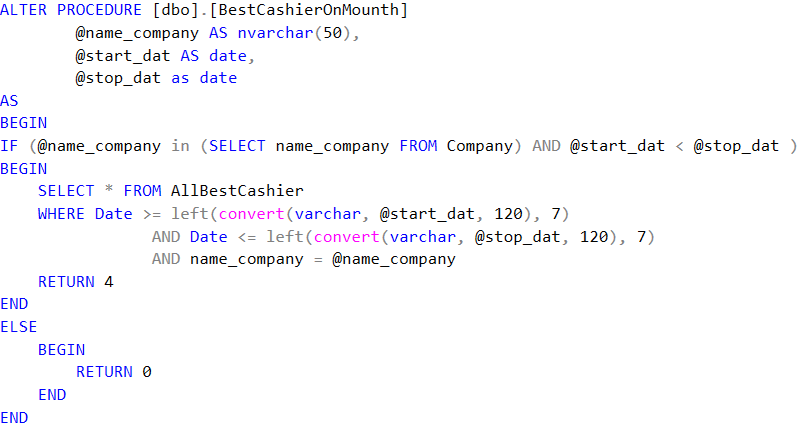 ALTER PROCEDURE [dbo].[BestCashierOnMounth]
@name_company AS nvarchar(50),
@start_dat AS date,
@stop_dat as date
AS
BEGIN
IF (@name_company in (SELECT name_company FROM Company) AND @start_dat < @stop_dat )
BEGIN
SELECT * FROM AllBestCashier
WHERE Date >= left(convert(varchar, @start_dat, 120), 7)
AND Date <= left(convert(varchar, @stop_dat, 120), 7)
AND name_company = @name_company
RETURN 4
END
ELSE
BEGIN
RETURN 0
END
END